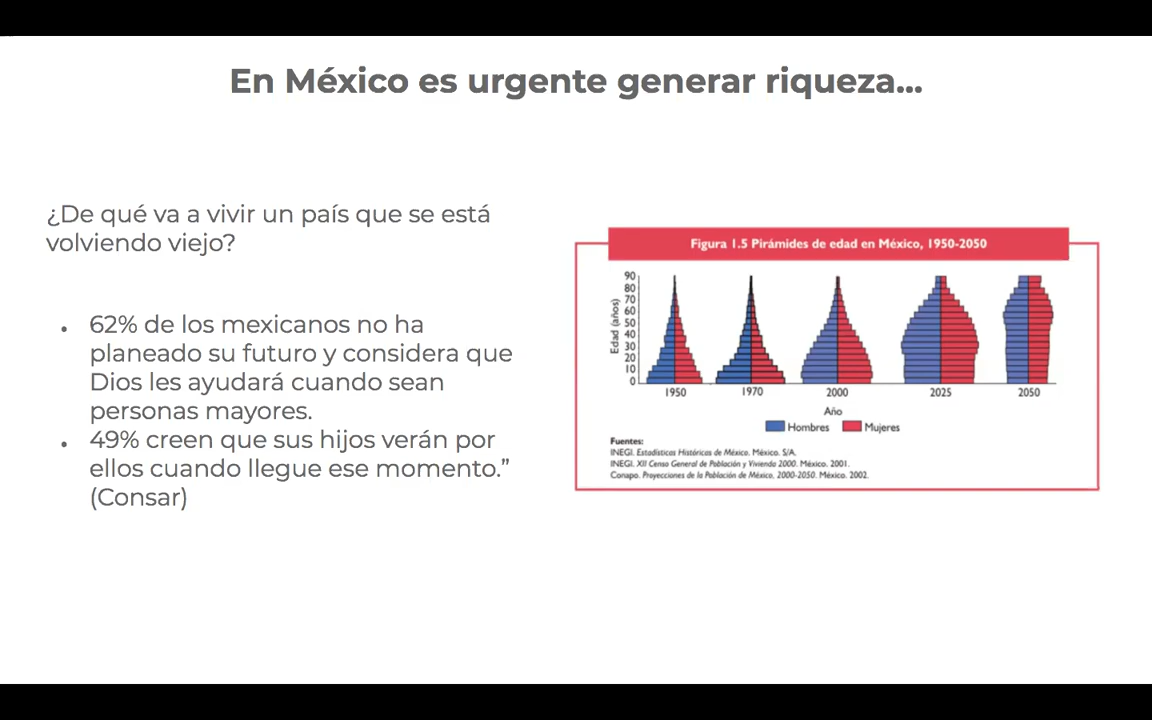 En México es urgente generar riqueza...
¿De qué va a vivir un país que se está
volviendo viejo?
• 62% de los mexicanos no ha
planeado su futuro y considera que
Dios les ayudará cuando sean
personas mayores.
• 49% creen que sus hijos verán por
ellos cuando llegue ese momento.”
(Consar)
Figura 1.5 Pirámides de edad en México, 1950-2050
Edad (años)
90
80
70
60
50
40
30
20
10
0
1950 1970 2000 2025 2050
Año
Hombres Mujeres
Fuentes:
INEGI. Estadísticas Históricas de México. México. S/A.
INEGI. XII Censo General de Población y Vivienda 2000. México. 2001.
Conapo. Proyecciones de la Población de México, 2000-2050. México. 2002.